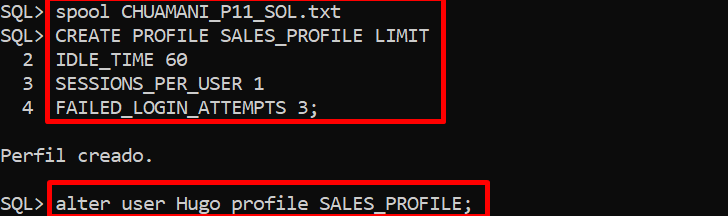 SQL> spool CHUAMANI_P11_SOL.txt
SQL> CREATE PROFILE SALES_PROFILE LIMIT
2 IDLE_TIME 60
3 SESSIONS_PER_USER 1
4 FAILED_LOGIN_ATTEMPTS 3;
Perfil creado.
SQL> alter user Hugo profile SALES_PROFILE;